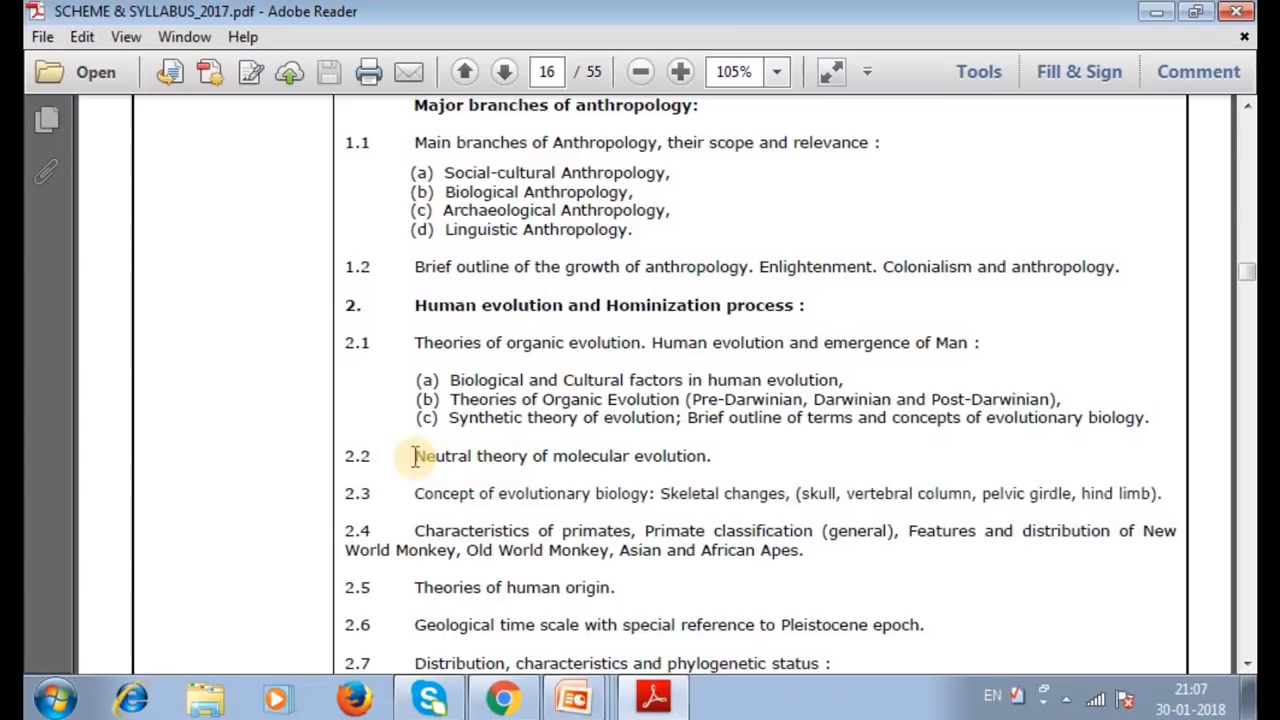 SCHEME & SYLLABUS_2017.pdf - Adobe Reader
File Edit View Window Help
Open 16 / 55 105% Tools Fill & Sign Comment
Major branches of anthropology:
1.1 Main branches of Anthropology, their scope and relevance :
(a) Social-cultural Anthropology,
(b) Biological Anthropology,
(c) Archaeological Anthropology,
(d) Linguistic Anthropology.
1.2 Brief outline of the growth of anthropology. Enlightenment. Colonialism and anthropology.
2. Human evolution and Hominization process :
2.1 Theories of organic evolution. Human evolution and emergence of Man :
(a) Biological and Cultural factors in human evolution,
(b) Theories of Organic Evolution (Pre-Darwinian, Darwinian and Post-Darwinian),
(c) Synthetic theory of evolution; Brief outline of terms and concepts of evolutionary biology.
2.2 Neutral theory of molecular evolution.
2.3 Concept of evolutionary biology: Skeletal changes, (skull, vertebral column, pelvic girdle, hind limb).
2.4 Characteristics of primates, Primate classification (general), Features and distribution of New
World Monkey, Old World Monkey, Asian and African Apes.
2.5 Theories of human origin.
2.6 Geological time scale with special reference to Pleistocene epoch.
2.7 Distribution, characteristics and phylogenetic status :
EN 21:07
30-01-2018